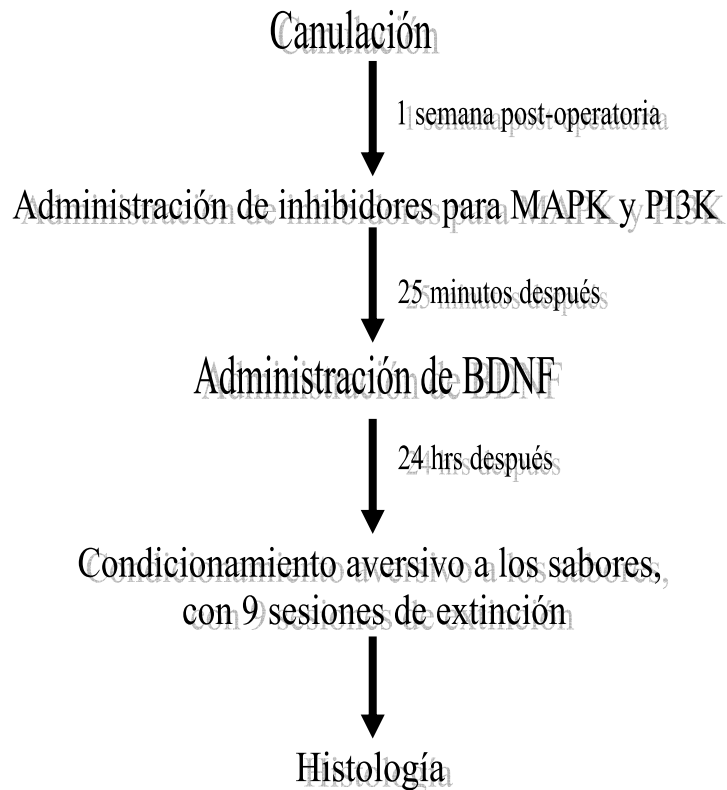 Canulación
1 semana post-operatoria
Administración de inhibidores para MAPK y PI3K
25 minutos después
Administración de BDNF
24 hrs después
Condicionamiento aversivo a los sabores,
con 9 sesiones de extinción
Histología